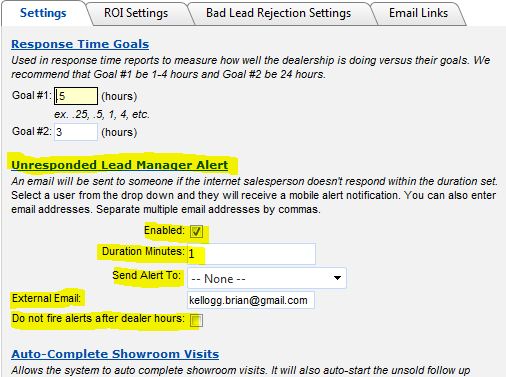 Settings ROI Settings Bad Lead Rejection Settings Email Links
Response Time Goals
Used in response time reports to measure how well the dealership is doing versus their goals. We
recommend that Goal #1 be 1-4 hours and Goal #2 be 24 hours.
Goal #1: .5 (hours)
ex. .25, .5, 1, 4, etc.
Goal #2: 3 (hours)
Unresponded Lead Manager Alert
An email will be sent to someone if the internet salesperson doesn't respond within the duration set.
Select a user from the drop down and they will receive a mobile alert notification. You can also enter
email addresses. Separate multiple email addresses by commas.
Enabled:
Duration Minutes: 1
Send Alert To: -- None --
External Email: kellogg.brian@gmail.com
Do not fire alerts after dealer hours:
Auto-Complete Showroom Visits
Allows the system to auto complete showroom visits. It will also auto-start the unsold follow up